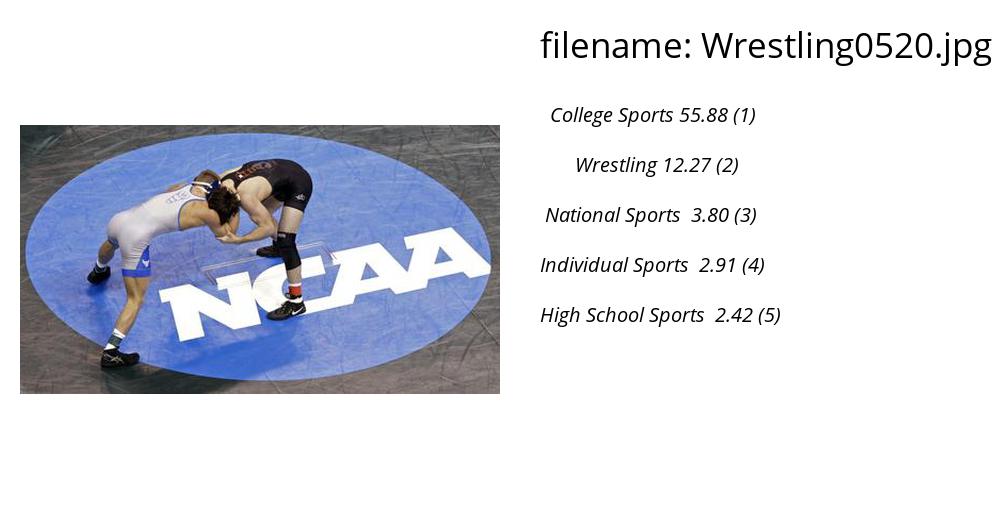 filename: Wrestling0520.jpg
College Sports 55.88 (1)
Wrestling 12.27 (2)
National Sports 3.80 (3)
Individual Sports 2.91 (4)
High School Sports 2.42 (5)
NCAA